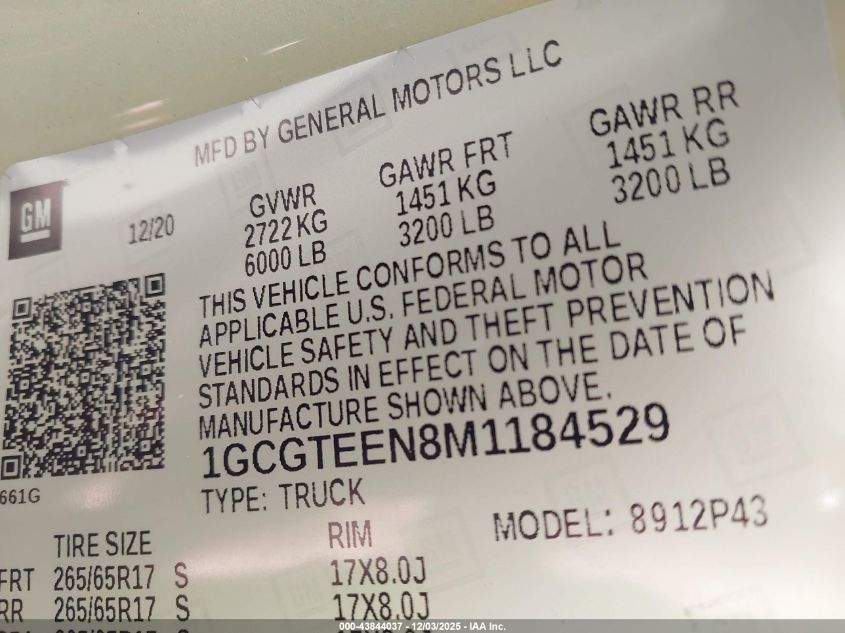 MFD BY GENERAL MOTORS LLC
GM
12/20
GVWR
2722 KG
6000 LB
GAWR FRT
1451 KG
3200 LB
GAWR RR
1451 KG
3200 LB
THIS VEHICLE CONFORMS TO ALL
APPLICABLE U.S. FEDERAL MOTOR
VEHICLE SAFETY AND THEFT PREVENTION
STANDARDS IN EFFECT ON THE DATE OF
MANUFACTURE SHOWN ABOVE.
1GCGTEEN8M1184529
661G
TYPE: TRUCK
MODEL: 8912P43
TIRE SIZE RIM
FRT 265/65R17 S 17X8.0J
RR 265/65R17 S 17X8.0J
000-43844037 - 12/03/2025 - IAA Inc.